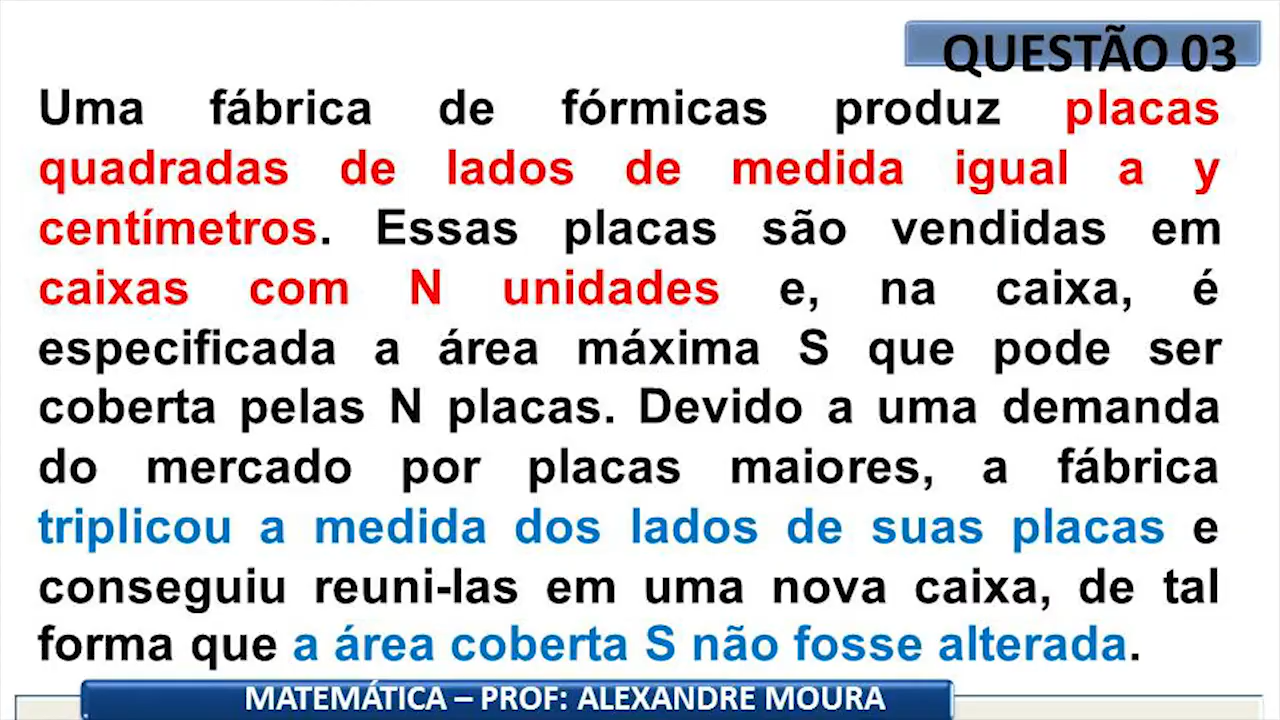 QUESTÃO 03
Uma fábrica de fórmicas produz placas
quadradas de lados de medida igual a y
centímetros. Essas placas são vendidas em
caixas com N unidades e, na caixa, é
especificada a área máxima S que pode ser
coberta pelas N placas. Devido a uma demanda
do mercado por placas maiores, a fábrica
triplicou a medida dos lados de suas placas e
conseguiu reuni-las em uma nova caixa, de tal
forma que a área coberta S não fosse alterada.
MATEMÁTICA – PROF: ALEXANDRE MOURA